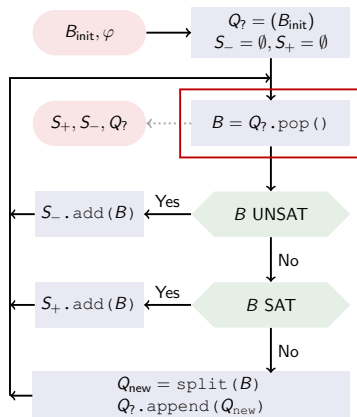 B_init, φ
Q_? = (B_init)
S_− = ∅, S_+ = ∅
S_+, S_−, Q_?
B = Q_?.pop()
S_−.add(B)
Yes
B UNSAT
No
S_+.add(B)
Yes
B SAT
No
Q_new = split(B)
Q_?.append(Q_new)